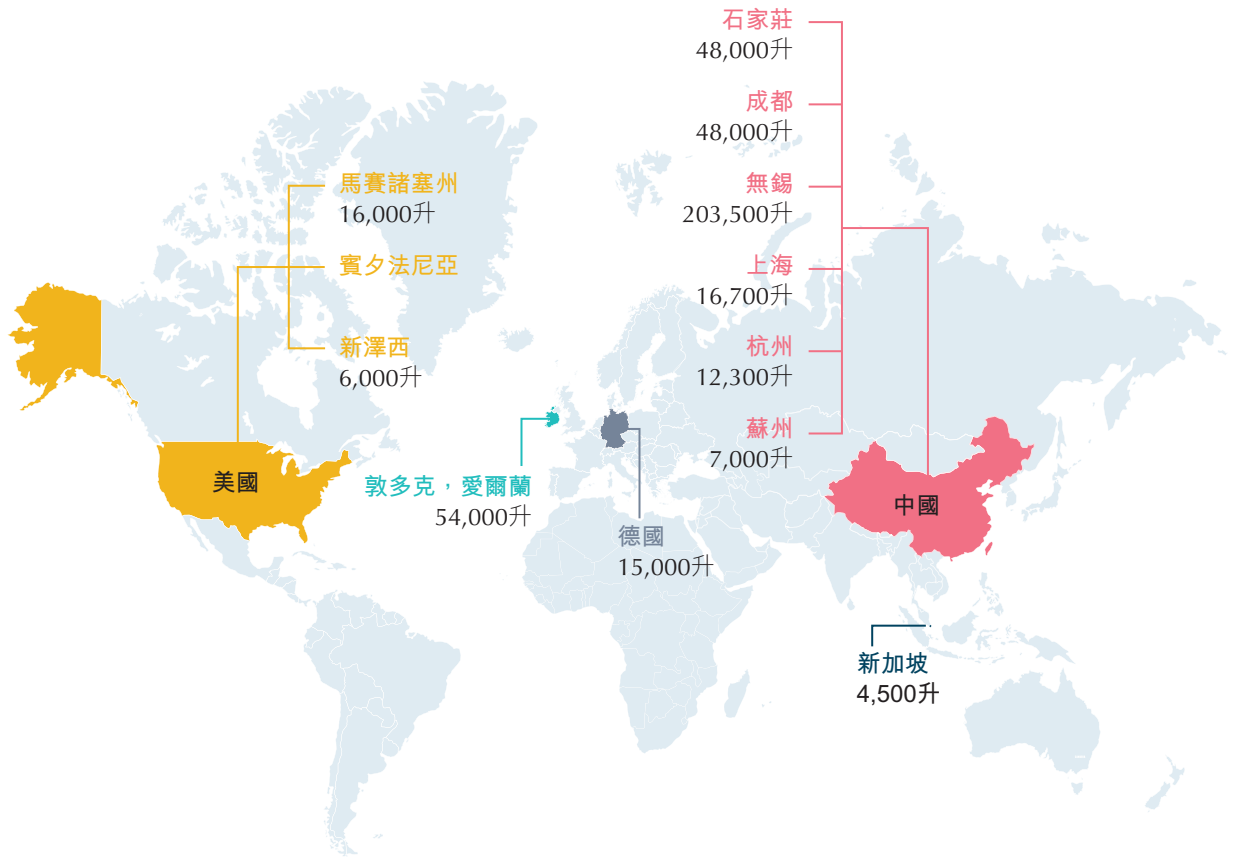 石家莊
48,000升
成都
48,000升
無錫
203,500升
上海
16,700升
杭州
12,300升
蘇州
7,000升
馬賽諸塞州
16,000升
賓夕法尼亞
新澤西
6,000升
美國
敦多克，愛爾蘭
54,000升
德國
15,000升
中國
新加坡
4,500升